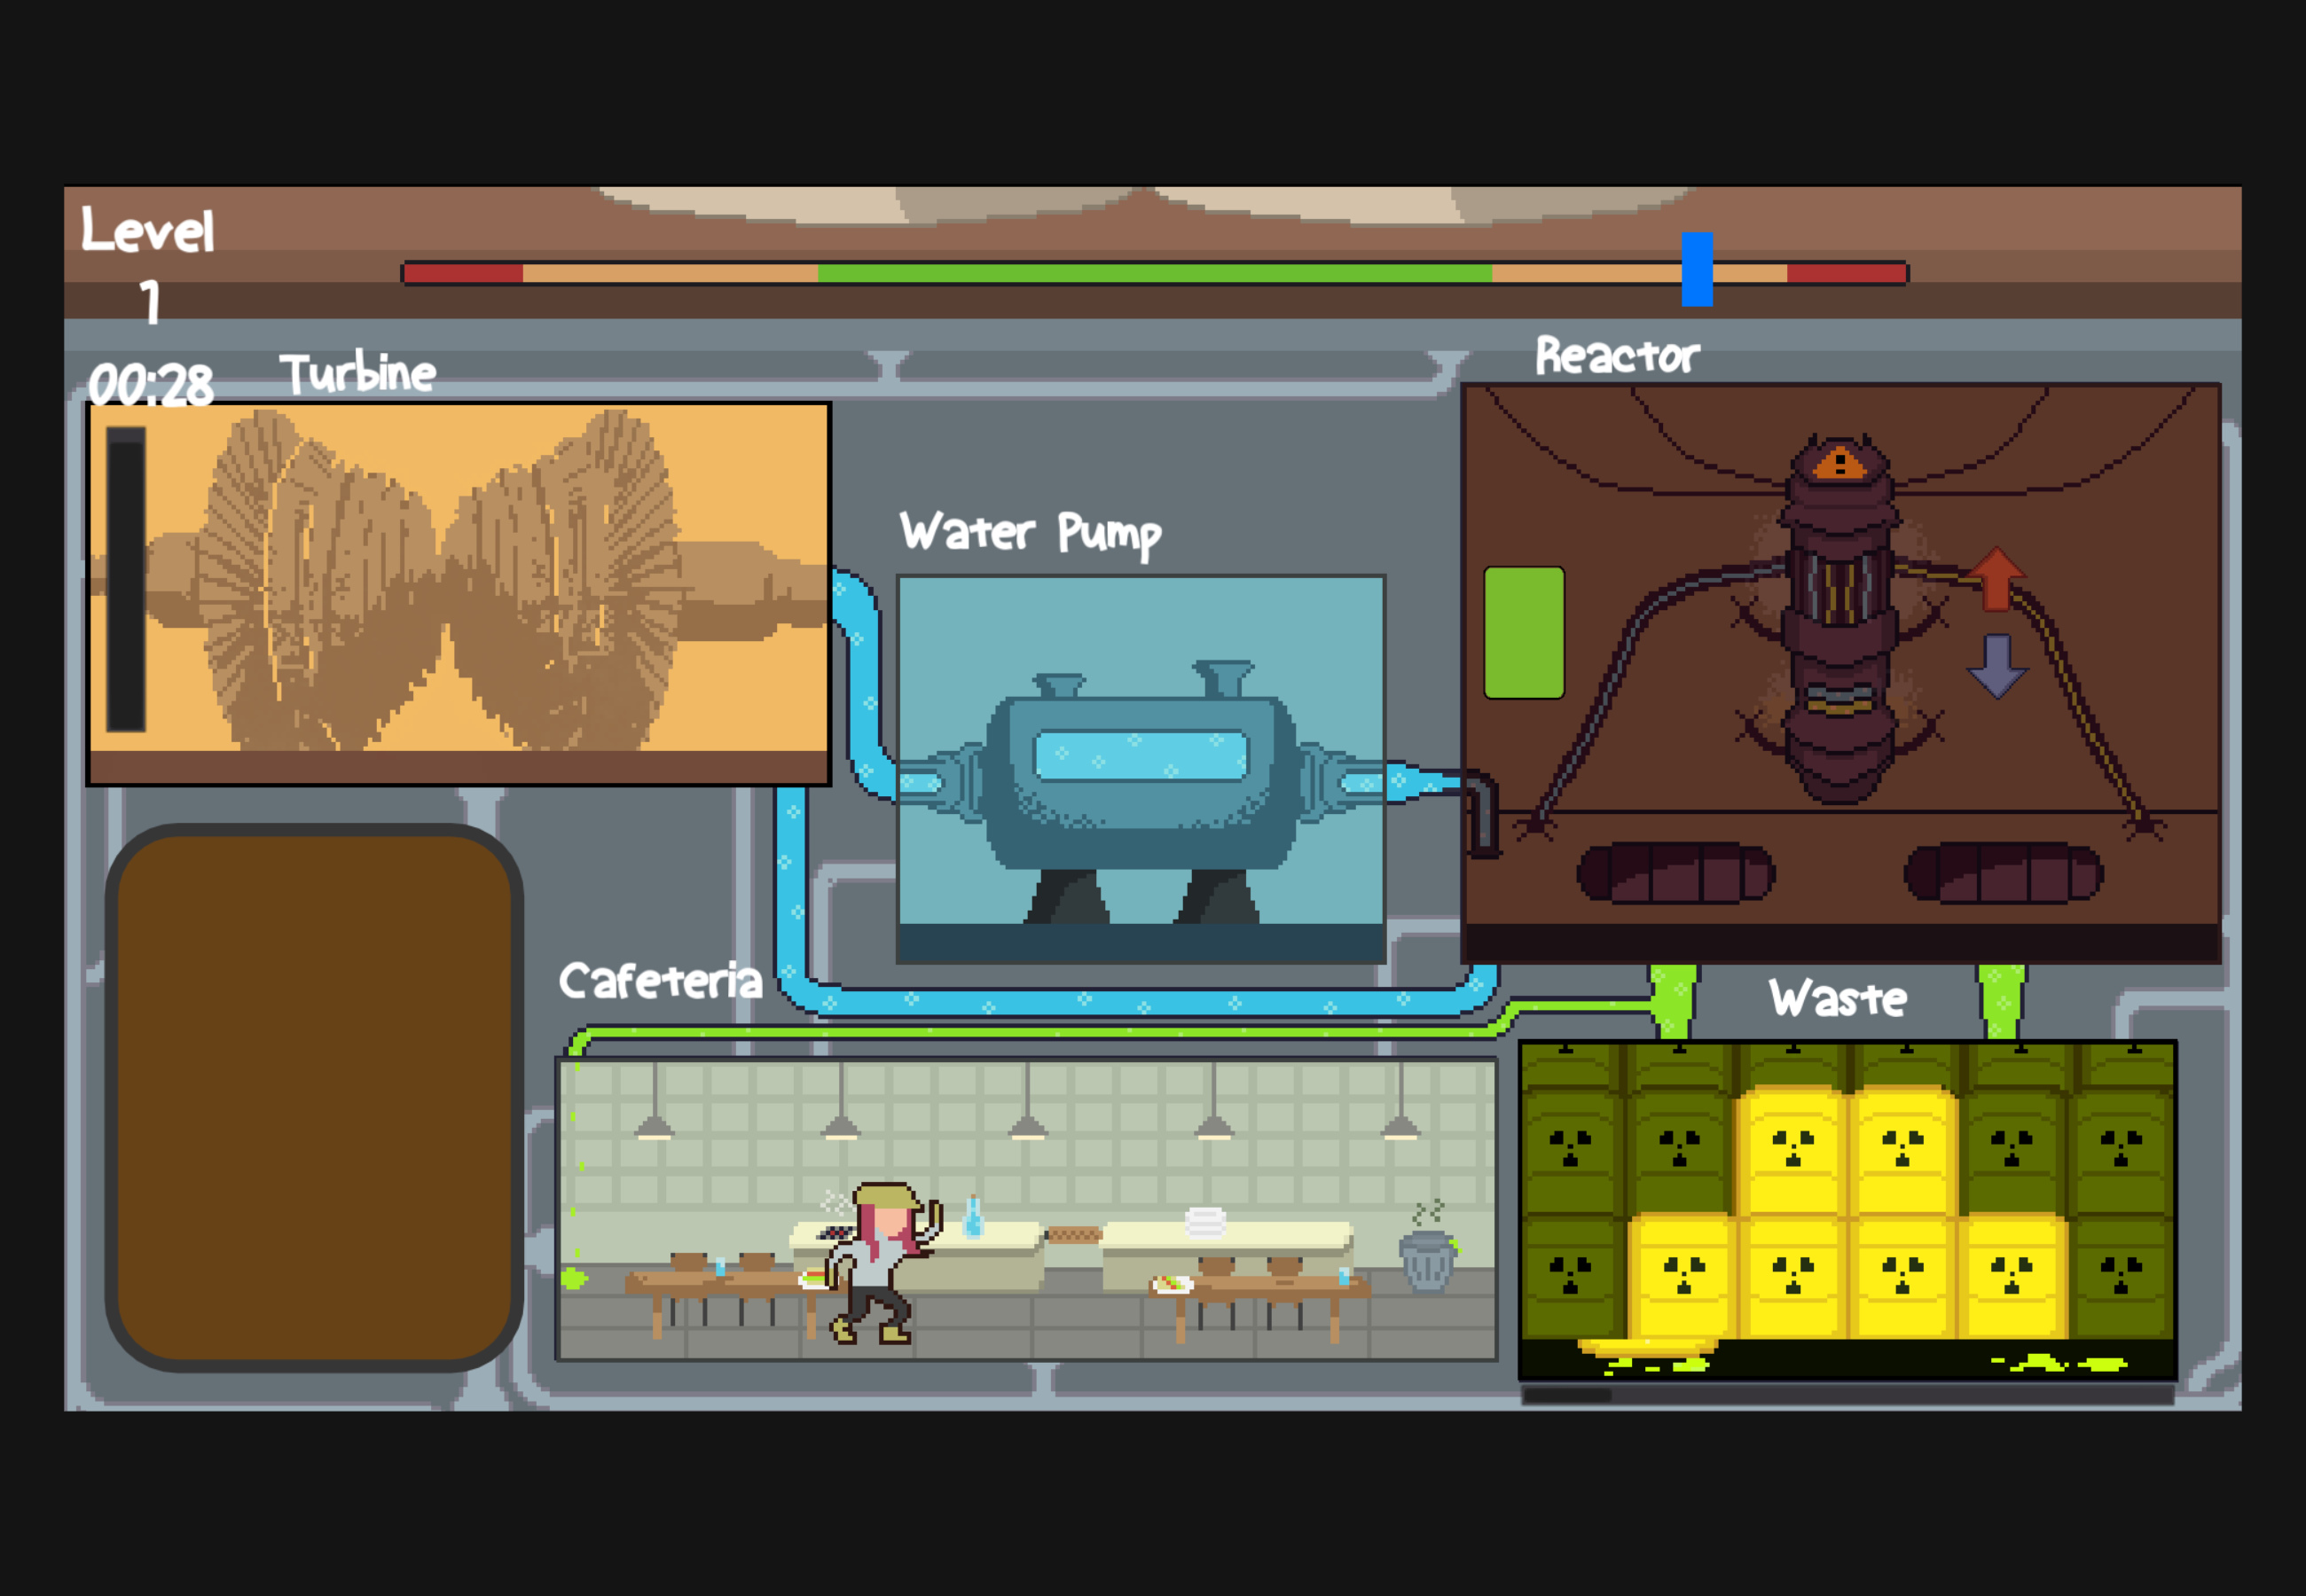 Level
1
00:28
Turbine
Reactor
Water Pump
Cafeteria
Waste